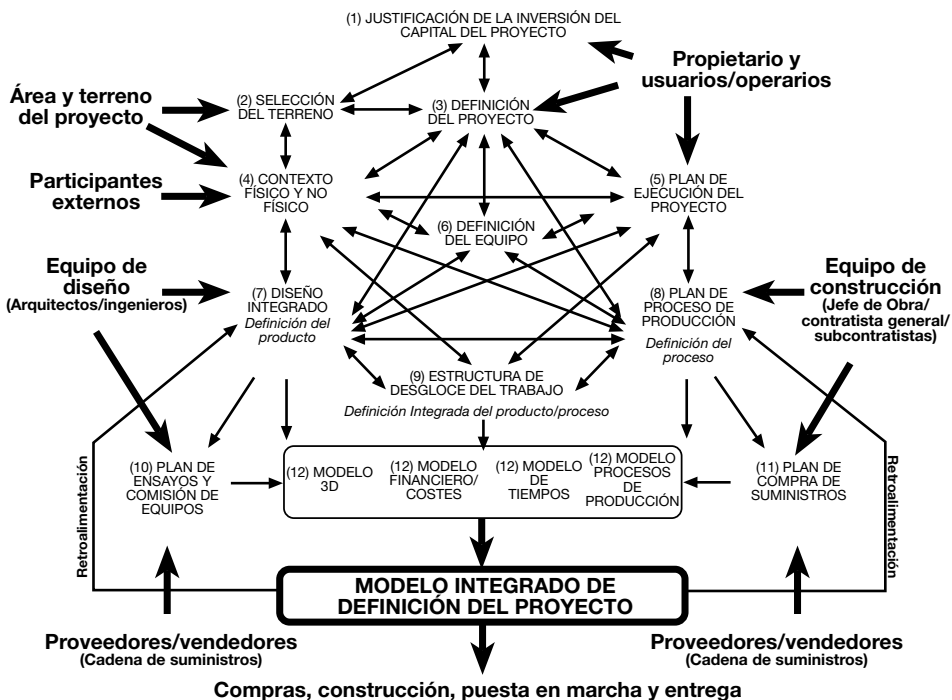 (1) JUSTIFICACIÓN DE LA INVERSIÓN DEL
CAPITAL DEL PROYECTO
Propietario y
usuarios/operarios
Área y terreno
del proyecto
(2) SELECCIÓN
DEL TERRENO
(3) DEFINICIÓN
DEL PROYECTO
Participantes
externos
(4) CONTEXTO
FÍSICO Y NO
FÍSICO
(5) PLAN DE
EJECUCIÓN DEL
PROYECTO
(6) DEFINICIÓN
DEL EQUIPO
Equipo de
diseño
(Arquitectos/ingenieros)
(7) DISEÑO
INTEGRADO
Definición del
producto
(8) PLAN DE
PROCESO DE
PRODUCCIÓN
Definición del
proceso
Equipo de
construcción
(Jefe de Obra/
contratista general/
subcontratistas)
(9) ESTRUCTURA DE
DESGLOCE DEL TRABAJO
Definición Integrada del producto/proceso
Retroalimentación
(10) PLAN DE
ENSAYOS Y
COMISIÓN DE
EQUIPOS
(12) MODELO
3D
(12) MODELO
FINANCIERO/
COSTES
(12) MODELO
DE
TIEMPOS
(12) MODELO
PROCESOS
DE
PRODUCCIÓN
(11) PLAN DE
COMPRA DE
SUMINISTROS
Retroalimentación
MODELO INTEGRADO DE
DEFINICIÓN DEL PROYECTO
Proveedores/vendedores
(Cadena de suministros)
Proveedores/vendedores
(Cadena de suministros)
Compras, construcción, puesta en marcha y entrega